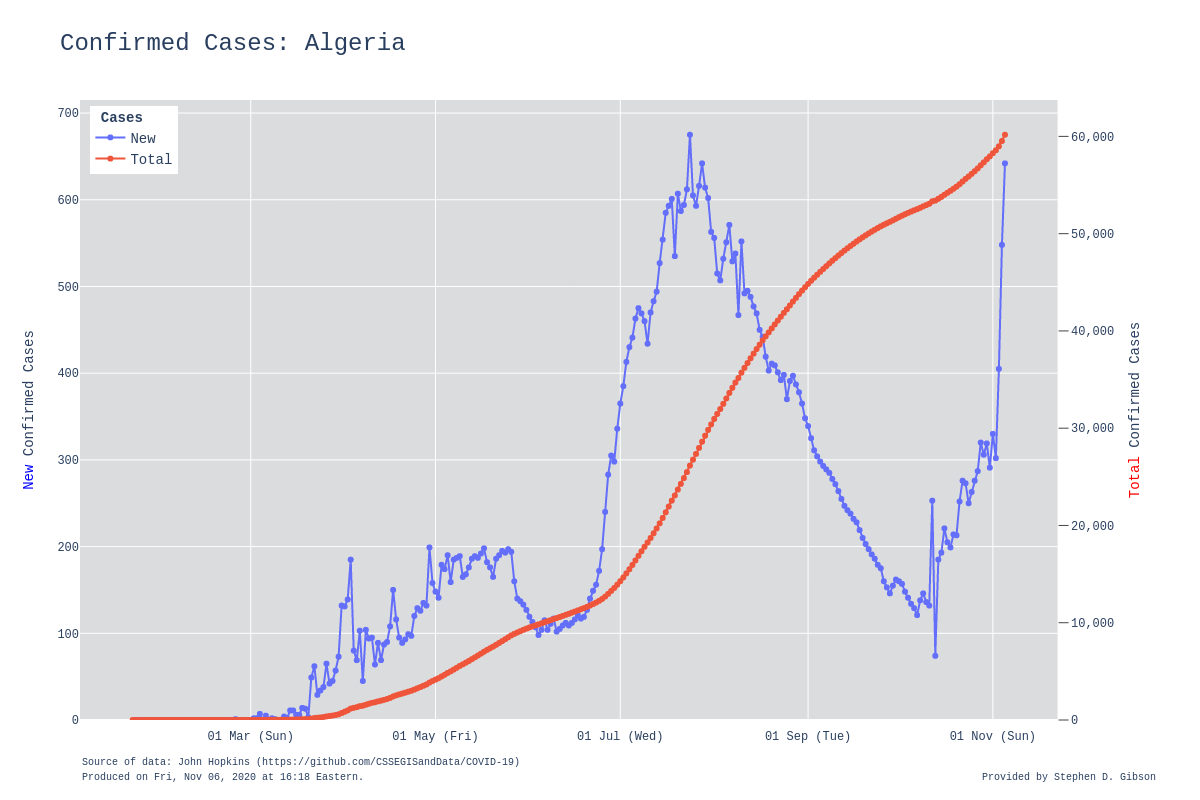 Confirmed Cases: Algeria
Cases
New
Total
700
600
500
400
300
200
100
0
60,000
50,000
40,000
30,000
20,000
10,000
0
New Confirmed Cases
Total Confirmed Cases
01 Mar (Sun)
01 May (Fri)
01 Jul (Wed)
01 Sep (Tue)
01 Nov (Sun)
Source of data: John Hopkins (https://github.com/CSSEGISandData/COVID-19)
Produced on Fri, Nov 06, 2020 at 16:18 Eastern.
Provided by Stephen D. Gibson